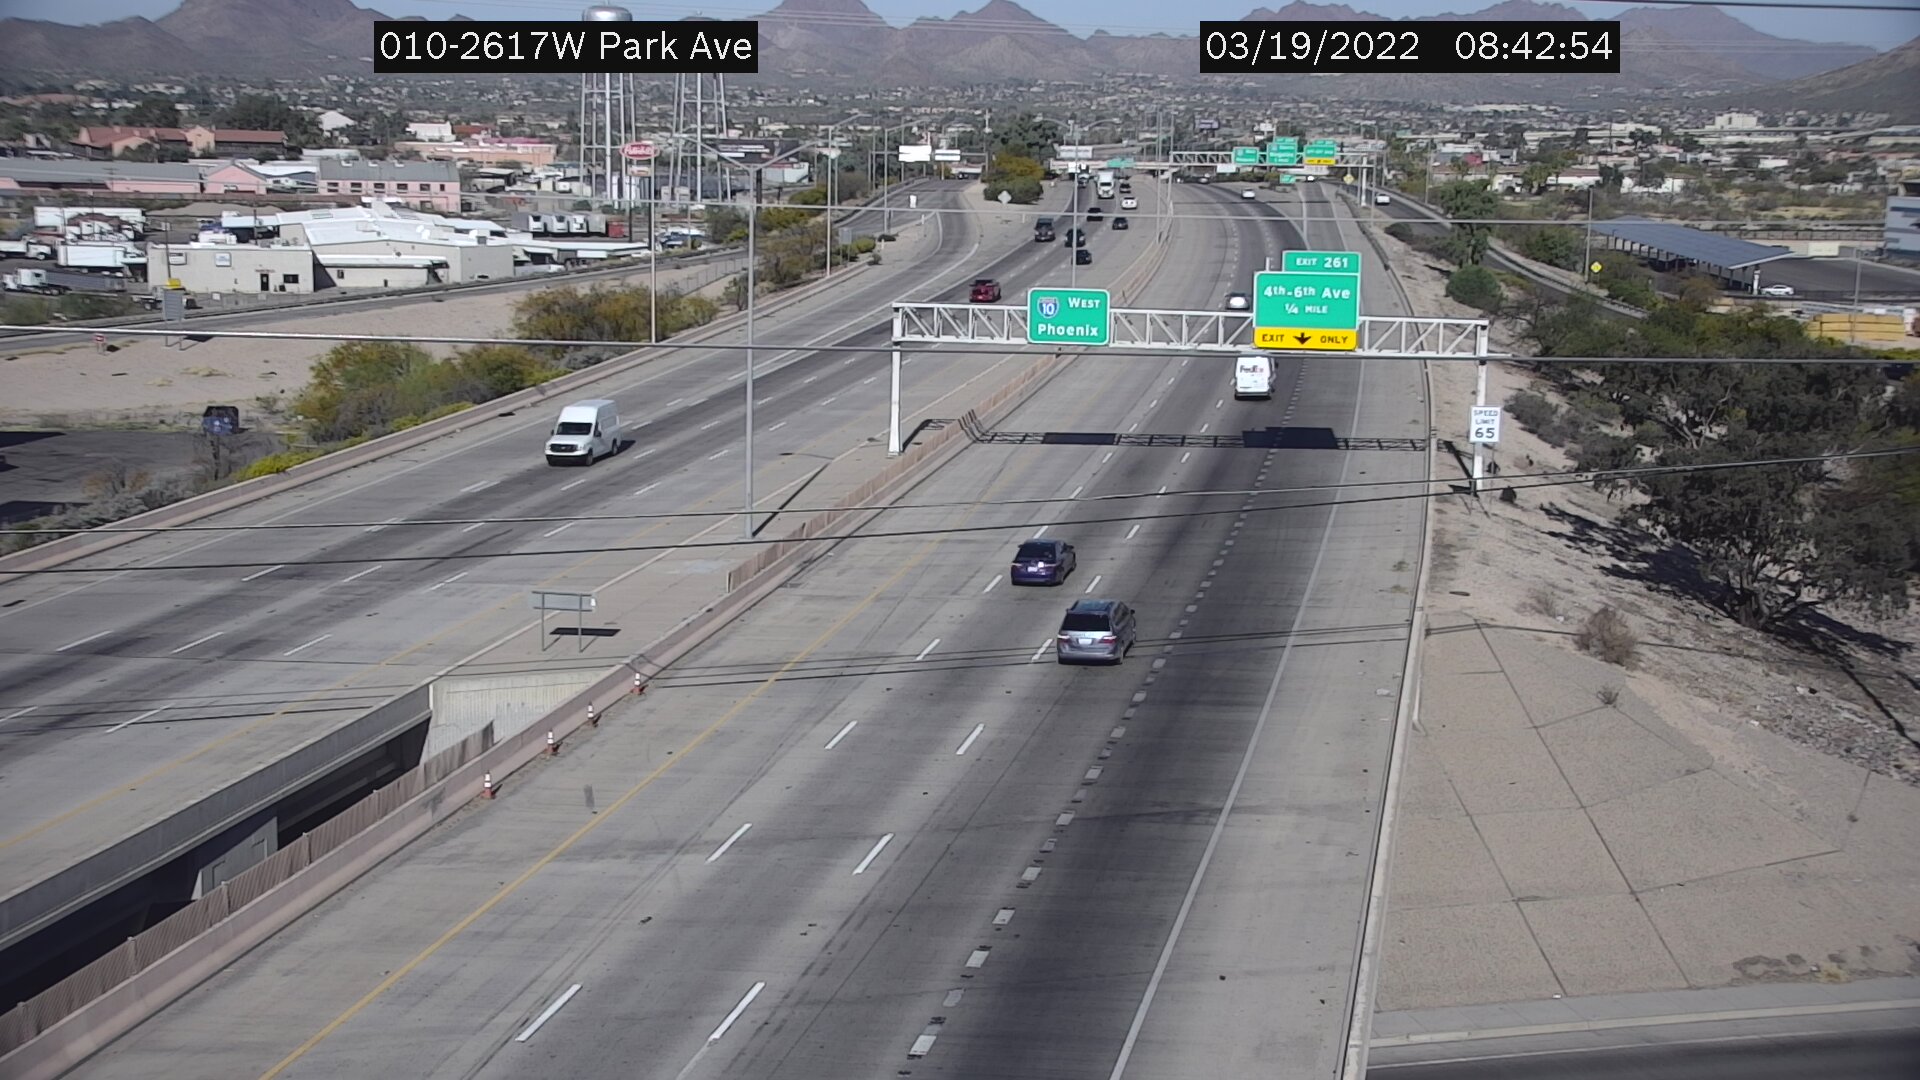 010-2617W Park Ave
03/19/2022 08:42:54
EXIT 261
4th-6th Ave
1/4 MILE
EXIT ONLY
10 WEST
Phoenix
FedEx
SPEED
LIMIT
65